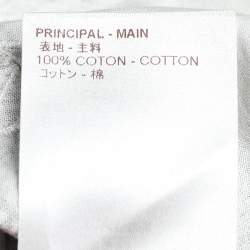 PRINCIPAL - MAIN
表地 - 主料
100% COTON - COTTON
コットン - 棉